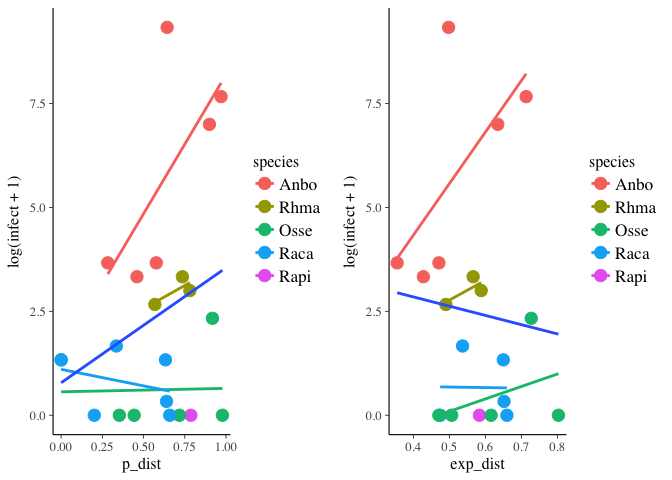 log(infect + 1)
7.5
5.0
2.5
0.0
0.00
0.25
0.50
0.75
1.00
p_dist
species
Anbo
Rhma
Osse
Raca
Rapi
log(infect + 1)
7.5
5.0
2.5
0.0
0.4
0.5
0.6
0.7
0.8
exp_dist
species
Anbo
Rhma
Osse
Raca
Rapi